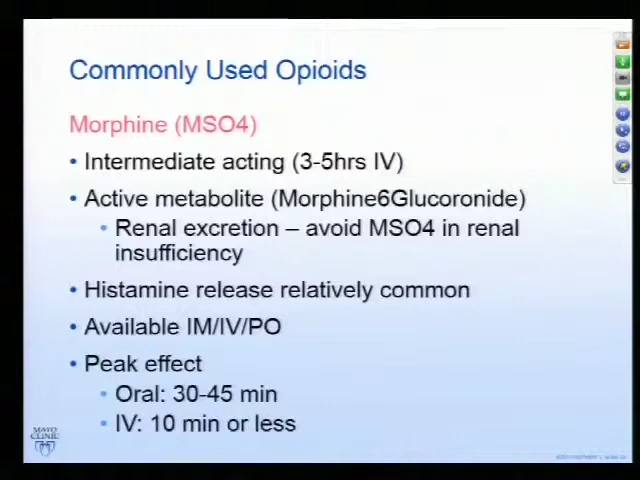 Commonly Used Opioids
Morphine (MSO4)
• Intermediate acting (3-5hrs IV)
• Active metabolite (Morphine6Glucoronide)
• Renal excretion – avoid MSO4 in renal
insufficiency
• Histamine release relatively common
• Available IM/IV/PO
• Peak effect
• Oral: 30-45 min
• IV: 10 min or less
MAYO
CLINIC